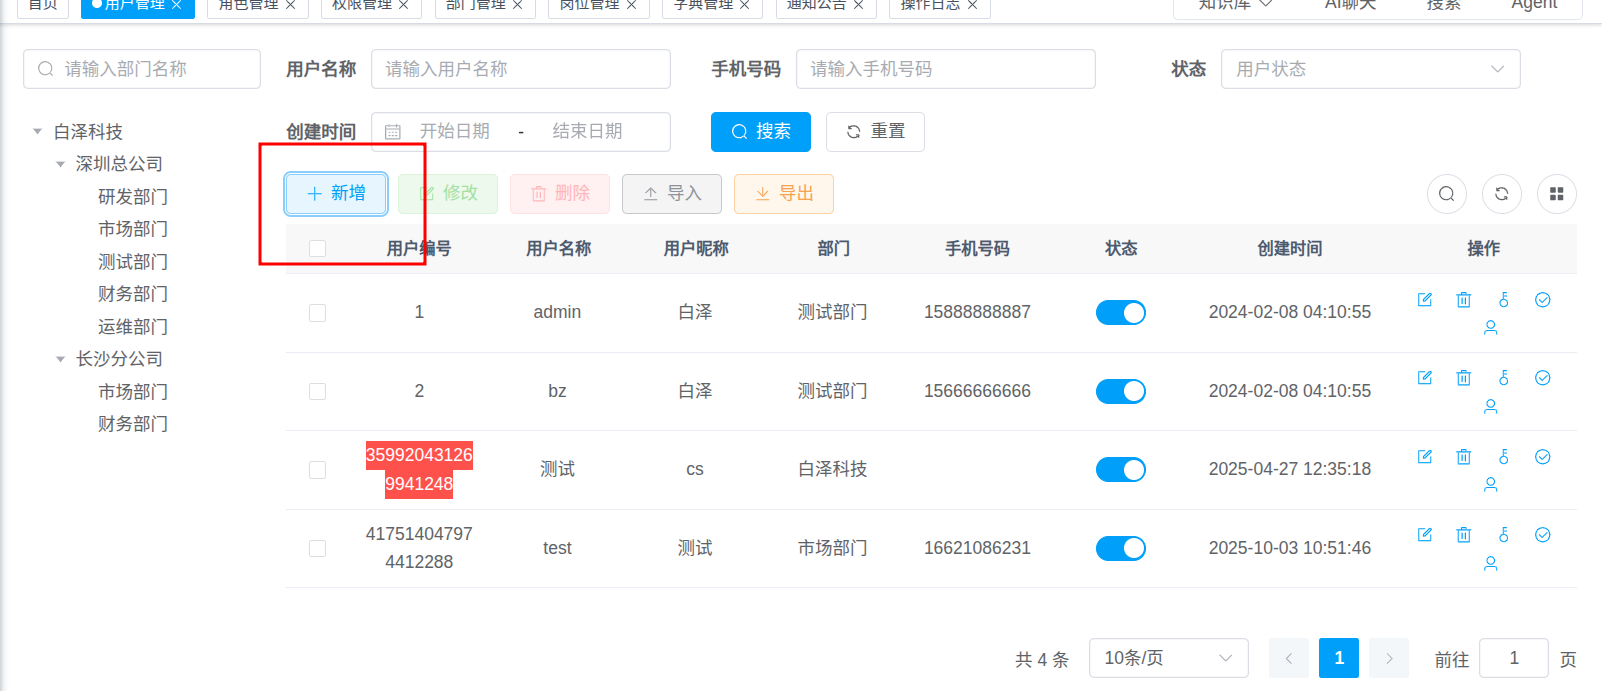 首页 用户管理 角色管理 权限管理 部门管理 岗位管理 字典管理 通知公告 操作日志 知识库 AI聊天 搜索 Agent
请输入部门名称 用户名称 请输入用户名称 手机号码 请输入手机号码 状态 用户状态
创建时间 开始日期 - 结束日期 搜索 重置
白泽科技
深圳总公司
研发部门
市场部门
测试部门
财务部门
运维部门
长沙分公司
市场部门
财务部门
新增 修改 删除 导入 导出
用户编号 用户名称 用户昵称 部门 手机号码 状态 创建时间 操作
1 admin 白泽 测试部门 15888888887 2024-02-08 04:10:55
2 bz 白泽 测试部门 15666666666 2024-02-08 04:10:55
35992043126
9941248 测试 cs 白泽科技 2025-04-27 12:35:18
41751404797
4412288 test 测试 市场部门 16621086231 2025-10-03 10:51:46
共 4 条 10条/页 1 前往 1 页